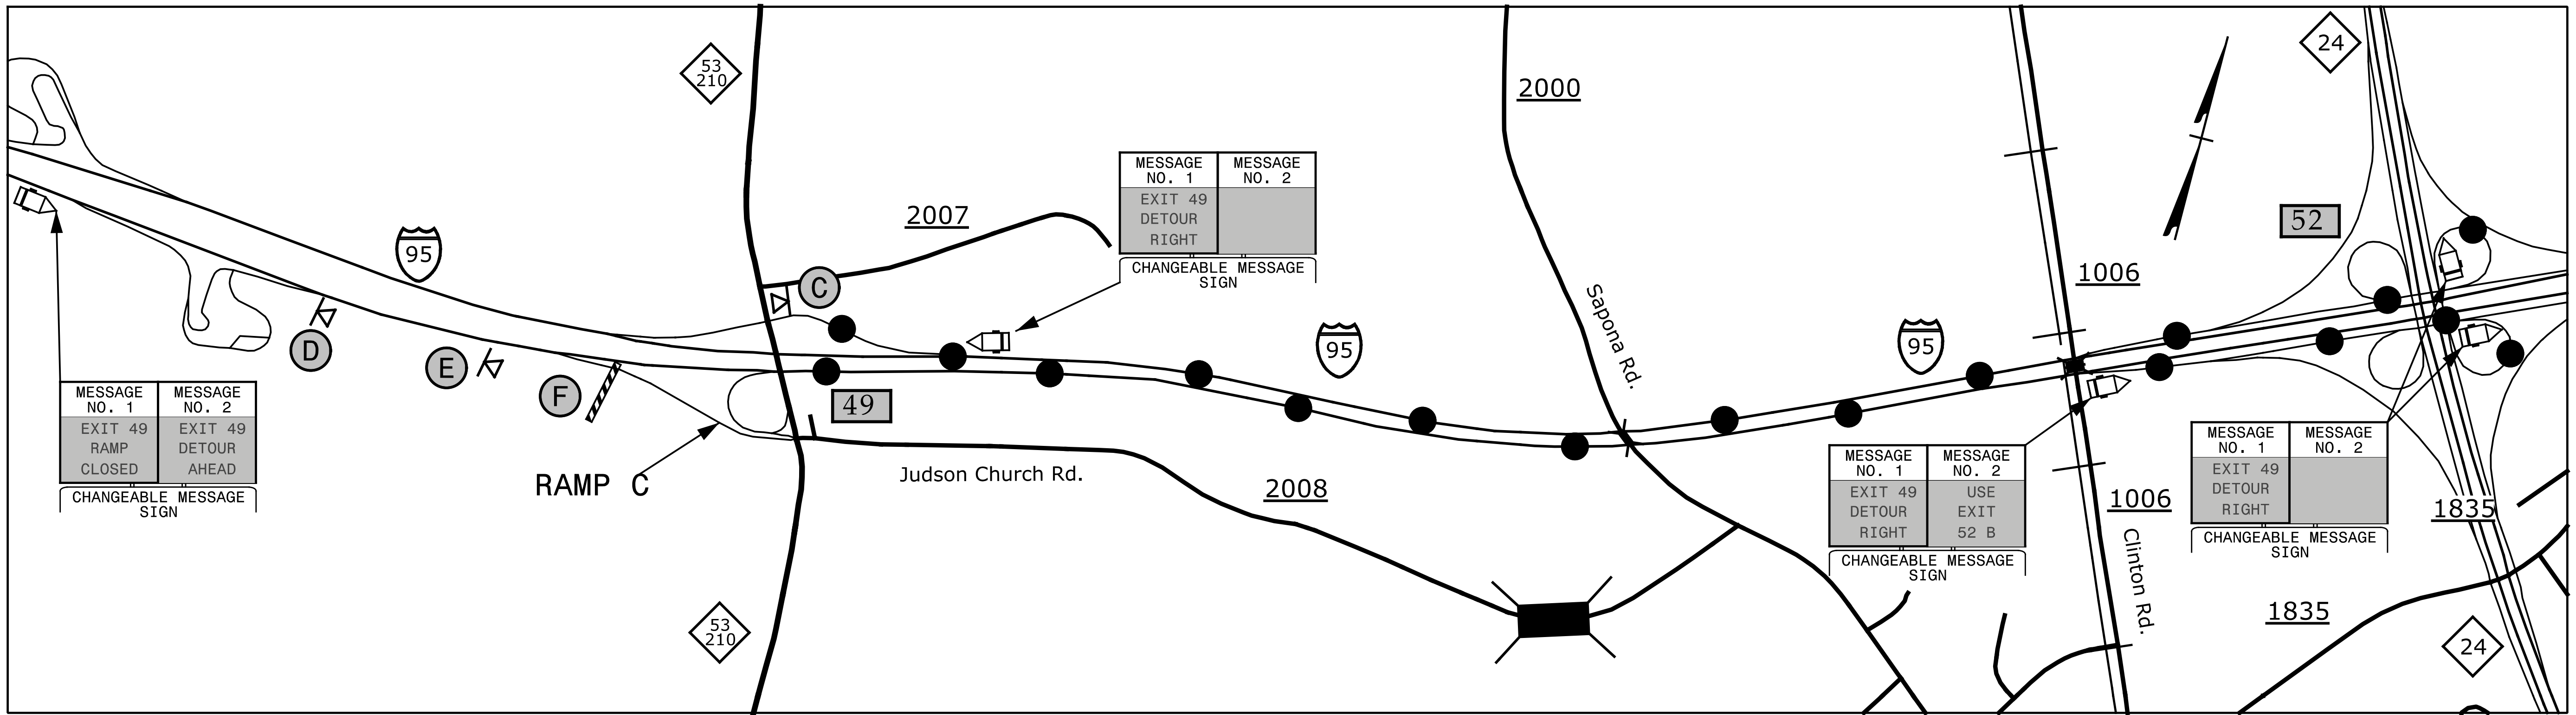 53
210
24
2000
MESSAGE
NO. 1
MESSAGE
NO. 2
EXIT 49
DETOUR
RIGHT
CHANGEABLE MESSAGE
SIGN
2007
52
95
C
1006
Sapona Rd.
95
95
D
E
F
49
MESSAGE
NO. 1
MESSAGE
NO. 2
EXIT 49
RAMP
CLOSED
EXIT 49
DETOUR
AHEAD
CHANGEABLE MESSAGE
SIGN
RAMP C
Judson Church Rd.
2008
MESSAGE
NO. 1
MESSAGE
NO. 2
EXIT 49
DETOUR
RIGHT
USE
EXIT
52 B
CHANGEABLE MESSAGE
SIGN
1006
Clinton Rd.
MESSAGE
NO. 1
MESSAGE
NO. 2
EXIT 49
DETOUR
RIGHT
CHANGEABLE MESSAGE
SIGN
1835
1835
53
210
24